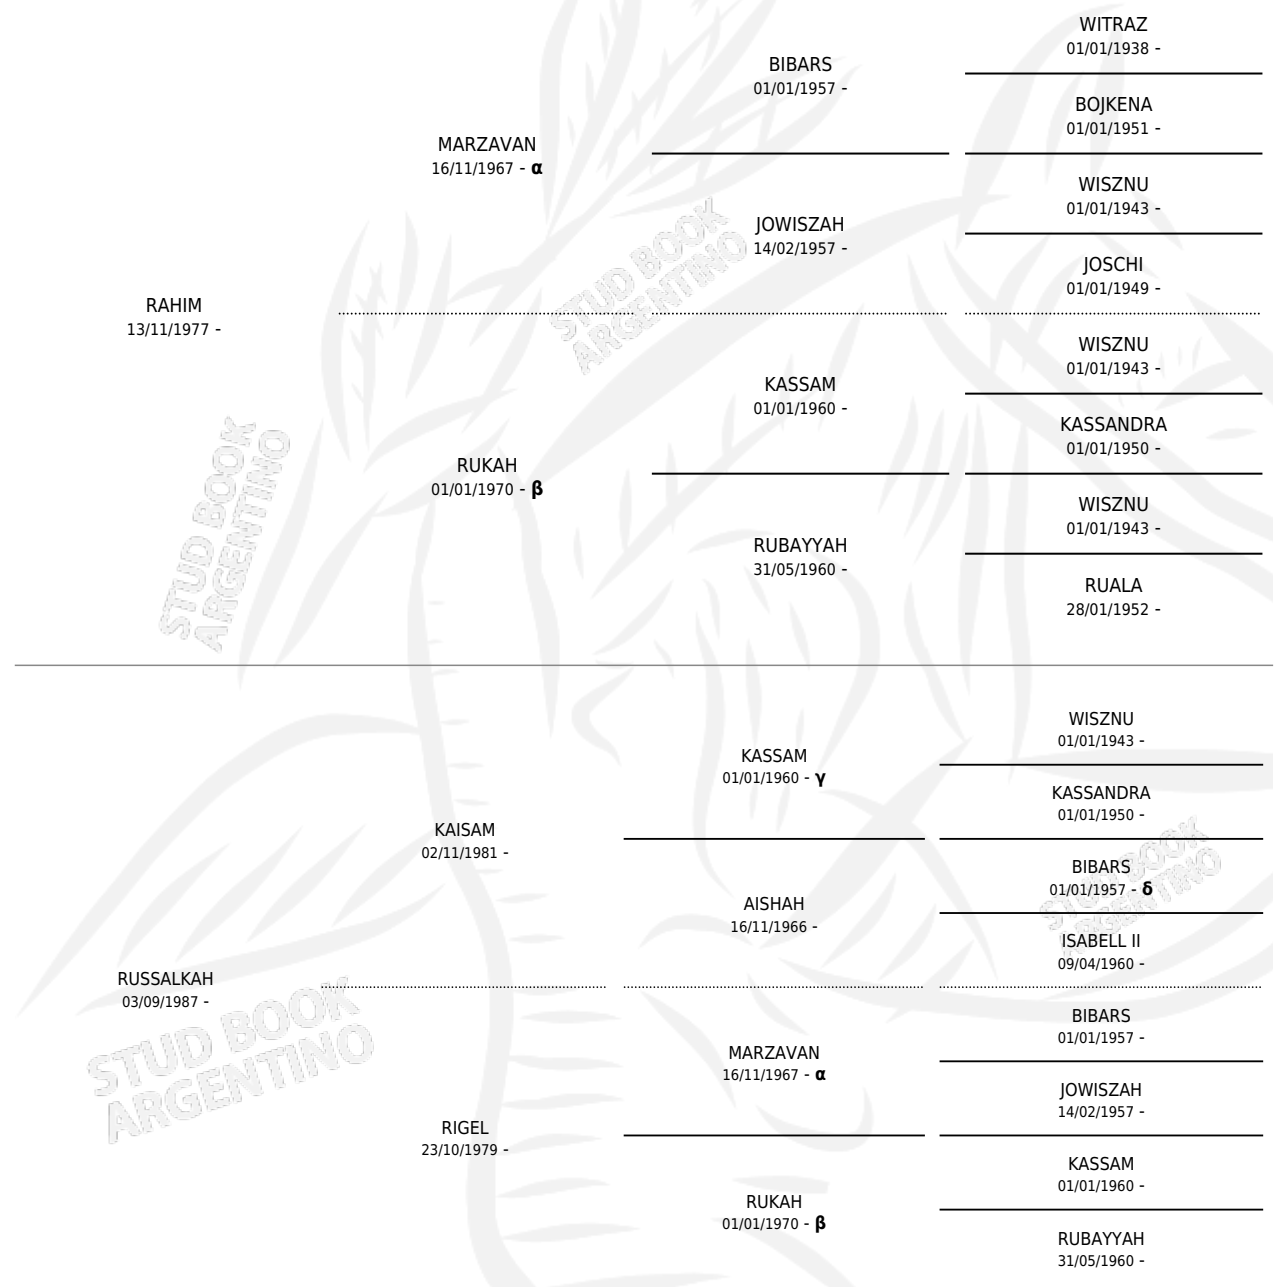 WITRAZ
01/01/1938 -
BIBARS
01/01/1957 -
BOJKENA
01/01/1951 -
MARZAVAN
16/11/1967 - α
WISZNU
01/01/1943 -
JOWISZAH
14/02/1957 -
JOSCHI
01/01/1949 -
RAHIM
13/11/1977 -
WISZNU
01/01/1943 -
KASSAM
01/01/1960 -
KASSANDRA
01/01/1950 -
RUKAH
01/01/1970 - β
WISZNU
01/01/1943 -
RUBAYYAH
31/05/1960 -
RUALA
28/01/1952 -
STUD BOOK
ARGENTINO
STUD BOOK
ARGENTINO
WISZNU
01/01/1943 -
KASSAM
01/01/1960 - γ
KASSANDRA
01/01/1950 -
KAISAM
02/11/1981 -
BIBARS
01/01/1957 - δ
AISHAH
16/11/1966 -
ISABELL II
09/04/1960 -
RUSSALKAH
03/09/1987 -
BIBARS
01/01/1957 -
MARZAVAN
16/11/1967 - α
JOWISZAH
14/02/1957 -
RIGEL
23/10/1979 -
KASSAM
01/01/1960 -
RUKAH
01/01/1970 - β
RUBAYYAH
31/05/1960 -
STUD BOOK
ARGENTINO
STUD BOOK
ARGENTINO